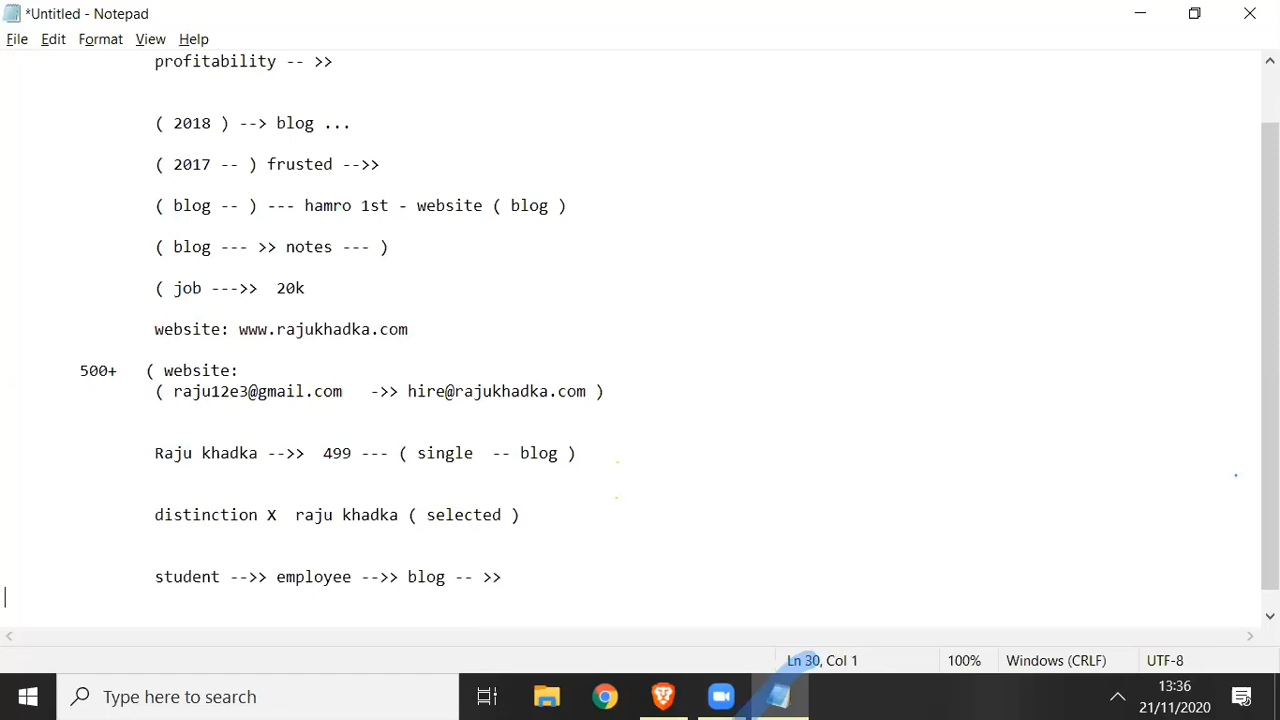 *Untitled - Notepad
File Edit Format View Help
profitability -- >>
( 2018 ) --> blog ...
( 2017 -- ) frusted -->>
( blog -- ) --- hamro 1st - website ( blog )
( blog --- >> notes --- )
( job --->> 20k
website: www.rajukhadka.com
500+ ( website:
( raju12e3@gmail.com ->> hire@rajukhadka.com )
Raju khadka -->> 499 --- ( single -- blog )
distinction X raju khadka ( selected )
student -->> employee -->> blog -- >>
Ln 30, Col 1 100% Windows (CRLF) UTF-8
Type here to search 13:36
21/11/2020